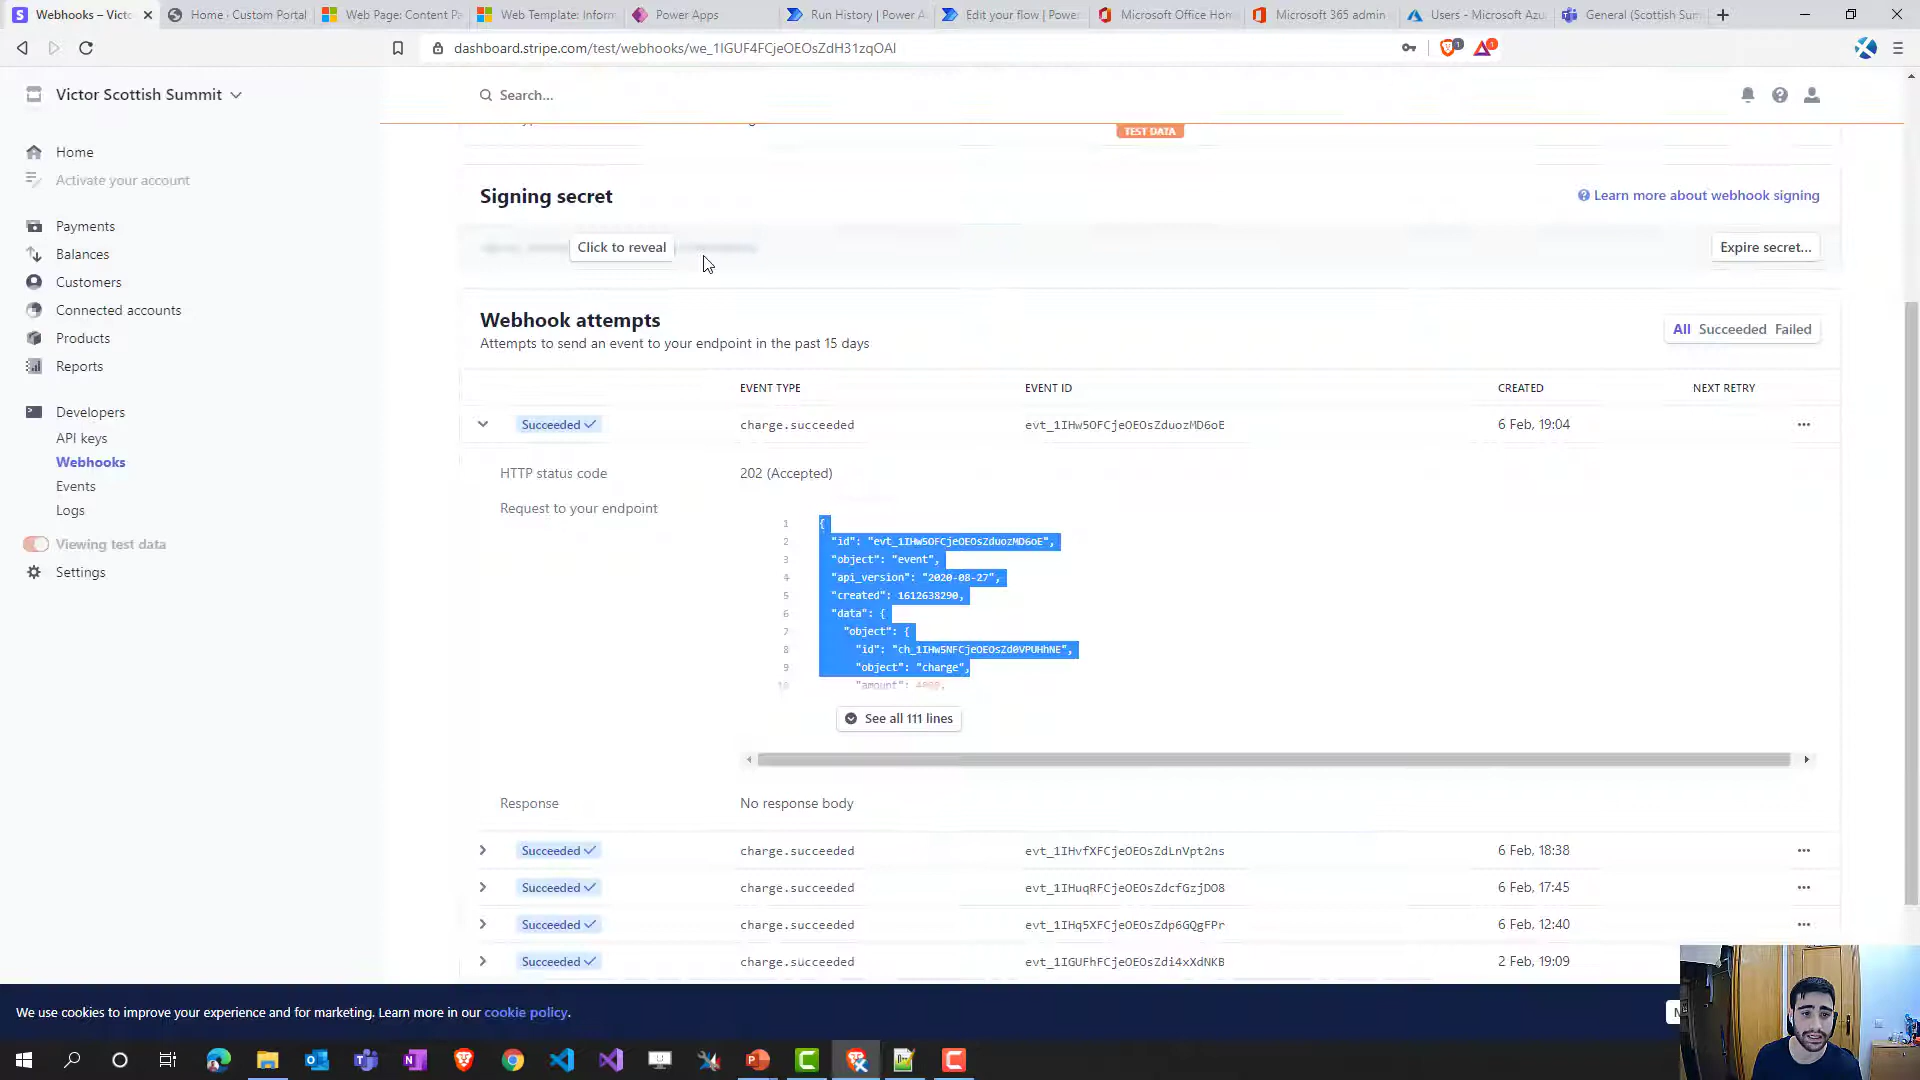 Webhooks – Victo
Home · Custom Portal
Web Page: Content Pa
Web Template: Inform
Power Apps
Run History | Power A
Edit your flow | Power
Microsoft Office Hom
Microsoft 365 admin
Users - Microsoft Azu
General (Scottish Sum
dashboard.stripe.com/test/webhooks/we_1IGUF4FCjeOEOsZdH31zqOAI
Victor Scottish Summit
Search...
TEST DATA
Home
Activate your account
Payments
Balances
Customers
Connected accounts
Products
Reports
Developers
API keys
Webhooks
Events
Logs
Viewing test data
Settings
Signing secret
Learn more about webhook signing
Click to reveal
Expire secret...
Webhook attempts
Attempts to send an event to your endpoint in the past 15 days
All Succeeded Failed
EVENT TYPE EVENT ID CREATED NEXT RETRY
Succeeded charge.succeeded evt_1IHw5OFCjeOEOsZduozMD6oE 6 Feb, 19:04
HTTP status code 202 (Accepted)
Request to your endpoint
1 {
2 "id": "evt_1IHw5OFCjeOEOsZduozMD6oE",
3 "object": "event",
4 "api_version": "2020-08-27",
5 "created": 1612638290,
6 "data": {
7 "object": {
8 "id": "ch_1IHw5NFCjeOEOsZd0VPUHhNE",
9 "object": "charge",
10 "amount": 4000,
See all 111 lines
Response No response body
Succeeded charge.succeeded evt_1IHvfXFCjeOEOsZdLnVpt2ns 6 Feb, 18:38
Succeeded charge.succeeded evt_1IHuqRFCjeOEOsZdcfGzjDO8 6 Feb, 17:45
Succeeded charge.succeeded evt_1IHq5XFCjeOEOsZdp6GQgFPr 6 Feb, 12:40
Succeeded charge.succeeded evt_1IGUFhFCjeOEOsZdi4xXdNKB 2 Feb, 19:09
We use cookies to improve your experience and for marketing. Learn more in our cookie policy.